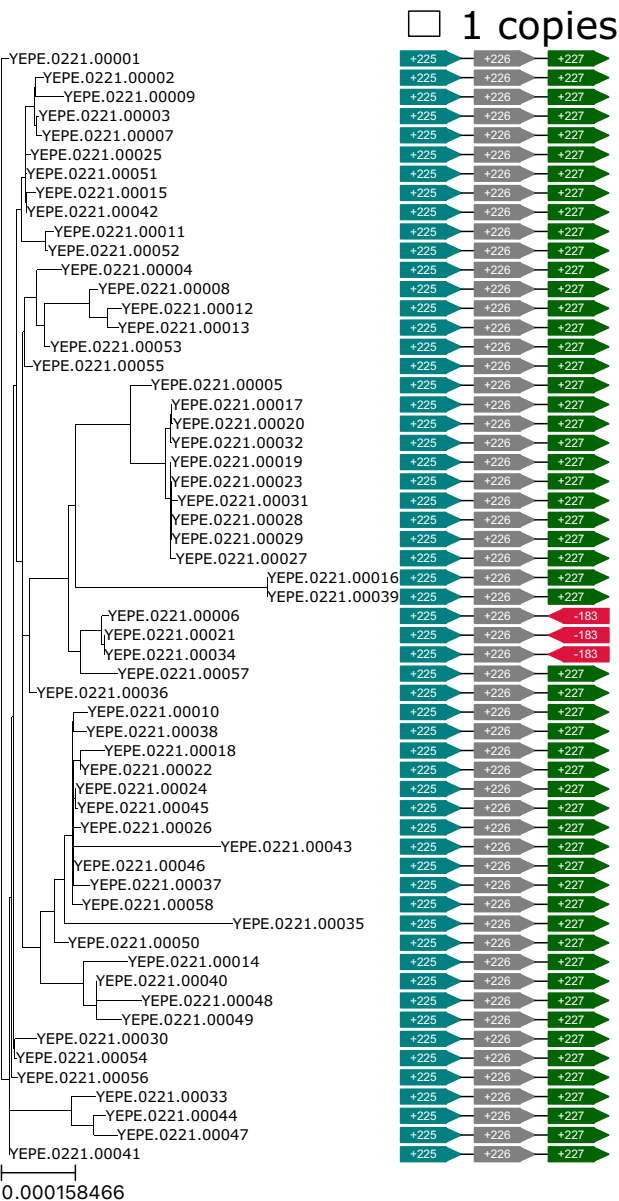 1 copies
YEPE.0221.00001 +225 +226 +227
YEPE.0221.00002 +225 +226 +227
YEPE.0221.00009 +225 +226 +227
YEPE.0221.00003 +225 +226 +227
YEPE.0221.00007 +225 +226 +227
YEPE.0221.00025 +225 +226 +227
YEPE.0221.00051 +225 +226 +227
YEPE.0221.00015 +225 +226 +227
YEPE.0221.00042 +225 +226 +227
YEPE.0221.00011 +225 +226 +227
YEPE.0221.00052 +225 +226 +227
YEPE.0221.00004 +225 +226 +227
YEPE.0221.00008 +225 +226 +227
YEPE.0221.00012 +225 +226 +227
YEPE.0221.00013 +225 +226 +227
YEPE.0221.00053 +225 +226 +227
YEPE.0221.00055 +225 +226 +227
YEPE.0221.00005 +225 +226 +227
YEPE.0221.00017 +225 +226 +227
YEPE.0221.00020 +225 +226 +227
YEPE.0221.00032 +225 +226 +227
YEPE.0221.00019 +225 +226 +227
YEPE.0221.00023 +225 +226 +227
YEPE.0221.00031 +225 +226 +227
YEPE.0221.00028 +225 +226 +227
YEPE.0221.00029 +225 +226 +227
YEPE.0221.00027 +225 +226 +227
YEPE.0221.00016 +225 +226 +227
YEPE.0221.00039 +225 +226 +227
YEPE.0221.00006 +225 +226 -183
YEPE.0221.00021 +225 +226 -183
YEPE.0221.00034 +225 +226 -183
YEPE.0221.00057 +225 +226 +227
YEPE.0221.00036 +225 +226 +227
YEPE.0221.00010 +225 +226 +227
YEPE.0221.00038 +225 +226 +227
YEPE.0221.00018 +225 +226 +227
YEPE.0221.00022 +225 +226 +227
YEPE.0221.00024 +225 +226 +227
YEPE.0221.00045 +225 +226 +227
YEPE.0221.00026 +225 +226 +227
YEPE.0221.00043 +225 +226 +227
YEPE.0221.00046 +225 +226 +227
YEPE.0221.00037 +225 +226 +227
YEPE.0221.00058 +225 +226 +227
YEPE.0221.00035 +225 +226 +227
YEPE.0221.00050 +225 +226 +227
YEPE.0221.00014 +225 +226 +227
YEPE.0221.00040 +225 +226 +227
YEPE.0221.00048 +225 +226 +227
YEPE.0221.00049 +225 +226 +227
YEPE.0221.00030 +225 +226 +227
YEPE.0221.00054 +225 +226 +227
YEPE.0221.00056 +225 +226 +227
YEPE.0221.00033 +225 +226 +227
YEPE.0221.00044 +225 +226 +227
YEPE.0221.00047 +225 +226 +227
YEPE.0221.00041 +225 +226 +227
0.000158466